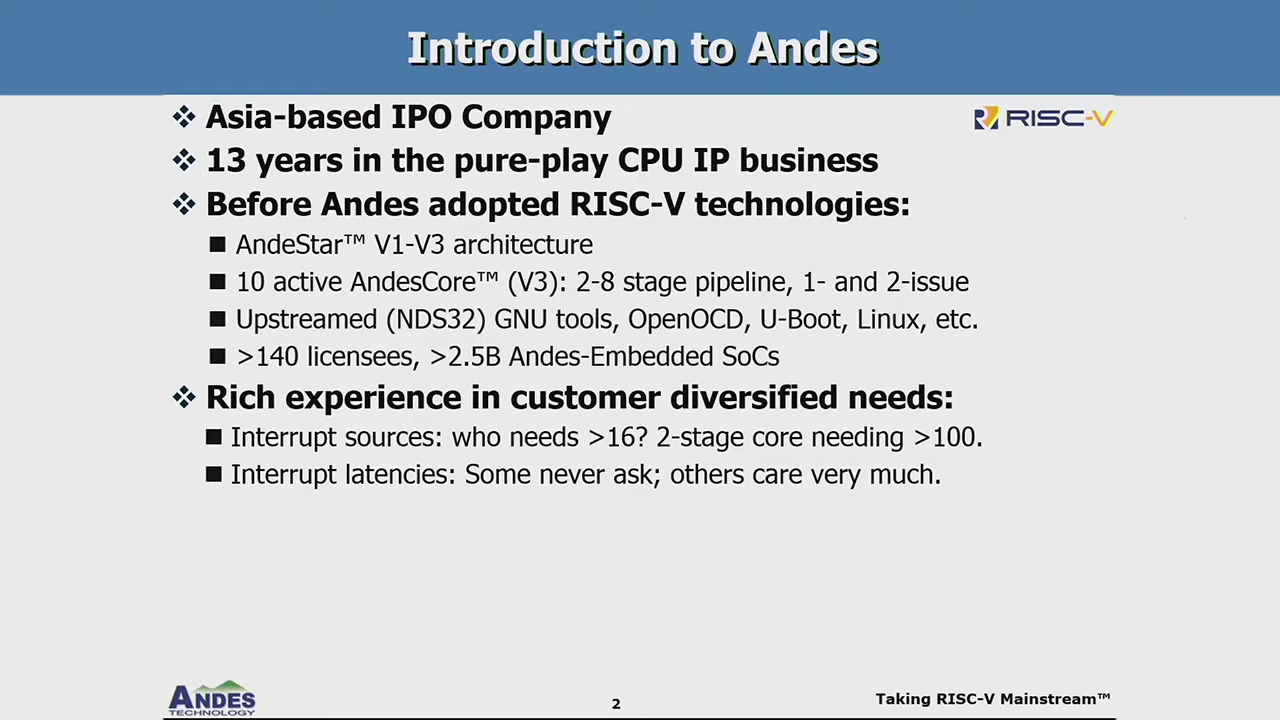 Introduction to Andes
❖ Asia-based IPO Company
RISC-V
❖ 13 years in the pure-play CPU IP business
❖ Before Andes adopted RISC-V technologies:
■ AndeStar™ V1-V3 architecture
■ 10 active AndesCore™ (V3): 2-8 stage pipeline, 1- and 2-issue
■ Upstreamed (NDS32) GNU tools, OpenOCD, U-Boot, Linux, etc.
■ >140 licensees, >2.5B Andes-Embedded SoCs
❖ Rich experience in customer diversified needs:
■ Interrupt sources: who needs >16? 2-stage core needing >100.
■ Interrupt latencies: Some never ask; others care very much.
ANDES
TECHNOLOGY
2
Taking RISC-V Mainstream™